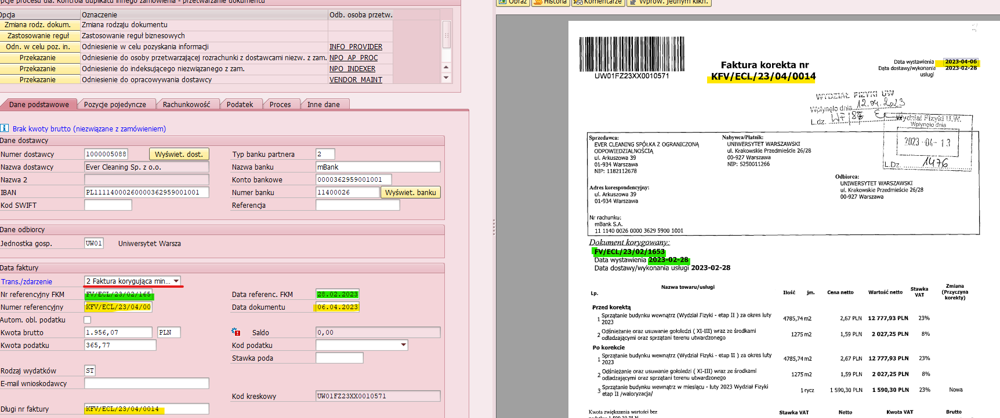 Opcje procesu dla: Kontrola duplikatu innego zamówienia - przetwarzanie dokumentu
Opcja Oznaczenie Odb. osoba przetw.
Zmiana rodz. dokum. Zmiana rodzaju dokumentu
Zastosowanie reguł Zastosowanie reguł biznesowych
Odn. w celu poz. in. Odniesienie w celu pozyskania informacji INFO_PROVIDER
Przekazanie Odniesienie do osoby przetwarzającej rozrachunki z dostawcami niezw. z zam. NPO_AP_PROC
Przekazanie Odniesienie do indeksującego niezwiązanego z zam. NPO_INDEXER
Przekazanie Odniesienie do opracowywania dostawcy VENDOR_MAINT
Dane podstawowe Pozycje pojedyncze Rachunkowość Podatek Proces Inne dane
Brak kwoty brutto (niezwiązane z zamówieniem)
Dane dostawcy
Numer dostawcy 1000005088 Wyświet. dost. Typ banku partnera 2
Nazwa dostawcy Ever Cleaning Sp. z o.o. Nazwa banku mBank
Nazwa 2 Konto bankowe 0000362959001001
IBAN PL11114000260000362959001001 Numer banku 11400026 Wyświet. banku
Kod SWIFT Referencja
Dane odbiorcy
Jednostka gosp. UW01 Uniwersytet Warsza
Data faktury
Trans./zdarzenie 2 Faktura korygująca min...
Nr referencyjny FKM FV/ECL/23/02/165 Data referenc. FKM 28.02.2023
Numer referencyjny KFV/ECL/23/04/00 Data dokumentu 06.04.2023
Autom. obl. podatku
Kwota brutto 1.956,07 PLN Saldo 0,00
Kwota podatku 365,77 Kod podatku
Stawka poda
Rodzaj wydatków ST
E-mail wnioskodawcy
Kod kreskowy UW01FZ23XX0010571
Długi nr faktury KFV/ECL/23/04/0014
Obraz Historia Komentarze Wprow. jednym klikn.
UW01FZ23XX0010571
Faktura korekta nr
KFV/ECL/23/04/0014
Data wystawienia 2023-04-06
Data dostawy/wykonania 2023-02-28
usługi
WYDZIAŁ FIZYKI UW
Wpłynęło dnia 12.04.2023
L.dz.
Wydział Fizyki U.W.
Wpłynęło dnia
2023 -04- 13
L.Dz. 1476
Sprzedawca:
EVER CLEANING SPÓŁKA Z OGRANICZONĄ
ODPOWIEDZIALNOŚCIĄ
ul. Arkuszowa 39
01-934 Warszawa
NIP: 1182112678
Nabywca/Płatnik:
UNIWERSYTET WARSZAWSKI
ul. Krakowskie Przedmieście 26/28
00-927 Warszawa
NIP: 5250011266
Odbiorca:
UNIWERSYTET WARSZAWSKI
ul. Krakowskie Przedmieście 26/28
00-927 Warszawa
Adres korespondencyjny:
ul. Arkuszowa 39
01-934 Warszawa
Nr rachunku:
mBank S.A.
11 1140 0026 0000 3629 5900 1001
Dokument korygowany:
FV/ECL/23/02/1653
Data wystawienia 2023-02-28
Data dostawy/wykonania usługi 2023-02-28
Lp. Nazwa towaru/usługi Ilość jm. Cena netto Wartość netto Stawka VAT Zmiana (Przyczyna korekty)
Przed korektą
1 Sprzątanie budynku wewnątrz (Wydział Fizyki - etap II ) za okres luty 2023 4785,74 m2 2,67 PLN 12 777,93 PLN 23%
2 Odśnieżanie oraz usuwanie gołoledzi ( XI-III) wraz ze środkami odladzającymi oraz sprzątani terenu utwardzonego 1275 m2 1,59 PLN 2 027,25 PLN 8%
Po korekcie
1 Sprzątanie budynku wewnątrz (Wydział Fizyki - etap II ) za okres luty 2023 4785,74 m2 2,67 PLN 12 777,93 PLN 23%
2 Odśnieżanie oraz usuwanie gołoledzi ( XI-III) wraz ze środkami odladzającymi oraz sprzątani terenu utwardzonego 1275 m2 1,59 PLN 2 027,25 PLN 8%
3 Sprzątanie budynku wewnątrz w miesiącu - luty 2023 Wydział Fizyki etap II /waloryzacja/ 1 rycz 1 590,30 PLN 1 590,30 PLN 23% Nowa
Kwota zwiększenia wartości bez Stawka VAT Netto Kwota VAT Brutto
podatku 1 590,30 PLN